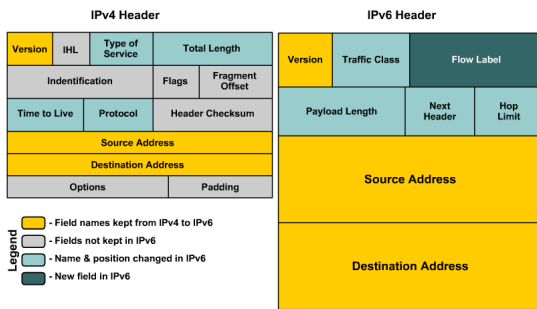 IPv4 Header
Version
IHL
Type of
Service
Total Length
Indentification
Flags
Fragment
Offset
Time to Live
Protocol
Header Checksum
Source Address
Destination Address
Options
Padding
Legend
- Field names kept from IPv4 to IPv6
- Fields not kept in IPv6
- Name & position changed in IPv6
- New field in IPv6
IPv6 Header
Version
Traffic Class
Flow Label
Payload Length
Next
Header
Hop
Limit
Source Address
Destination Address